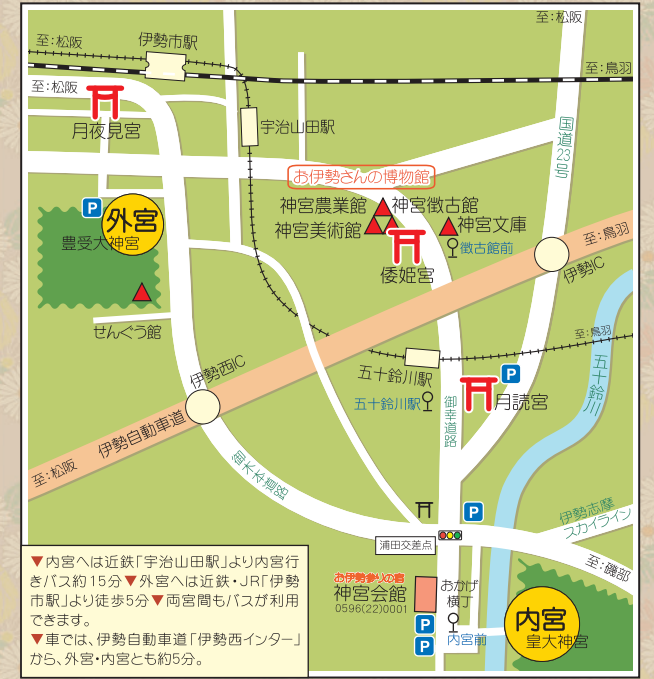 至:松阪
至:松阪
伊勢市駅
至:鳥羽
至:松阪
月夜見宮
宇治山田駅
国道23号
お伊勢さんの博物館
神宮農業館
神宮徴古館
神宮美術館
神宮文庫
徴古館前
P
外宮
豊受大神宮
倭姫宮
至:鳥羽
伊勢IC
せんぐう館
至:鳥羽
伊勢西IC
五十鈴川駅
五十鈴川駅
P
月読宮
五十鈴川
御幸道路
伊勢自動車道
至:松阪
御木本道路
P
伊勢志摩
スカイライン
浦田交差点
至:磯部
お伊勢参りの宿
神宮会館
0596(22)0001
おかげ
横丁
P
P
内宮前
内宮
皇大神宮
▼内宮へは近鉄「宇治山田駅」より内宮行
きバス約15分▼外宮へは近鉄・JR「伊勢
市駅」より徒歩5分▼両宮間もバスが利用
できます。
▼車では、伊勢自動車道「伊勢西インター」
から、外宮・内宮とも約5分。